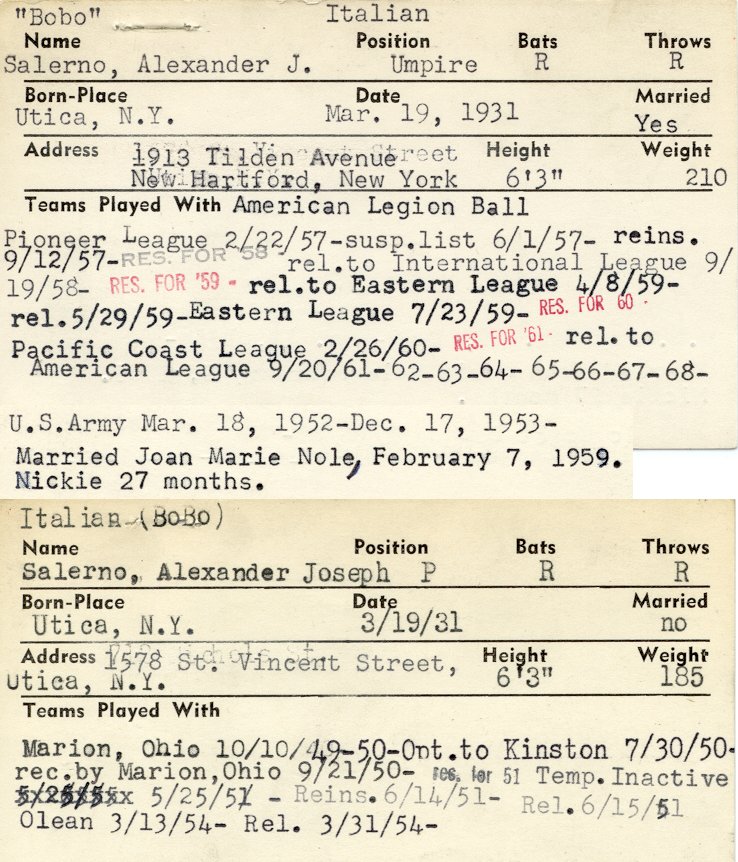 "Bobo" Italian
Name Position Bats Throws
Salerno, Alexander J. Umpire R R
Born-Place Date Married
Utica, N.Y. Mar. 19, 1931 Yes
Address 1913 Tilden Avenue Height Weight
New Hartford, New York 6'3" 210
Teams Played With American Legion Ball
Pioneer League 2/22/57-susp.list 6/1/57- reins.
9/12/57-RES. FOR '58 -rel.to International League 9/
19/58- RES. FOR '59 - rel.to Eastern League 4/8/59-
rel.5/29/59-Eastern League 7/23/59- RES. FOR 60 -
Pacific Coast League 2/26/60- RES. FOR '61- rel.to
American League 9/20/61-62-63-64- 65-66-67-68-
U.S.Army Mar. 18, 1952-Dec. 17, 1953-
Married Joan Marie Nole, February 7, 1959.
Nickie 27 months.
Italian (BoBo)
Name Position Bats Throws
Salerno, Alexander Joseph P R R
Born-Place Date Married
Utica, N.Y. 3/19/31 no
Address 1578 St. Vincent Street, Height Weight
Utica, N.Y. 6'3" 185
Teams Played With
Marion, Ohio 10/10/49-50-Opt.to Kinston 7/30/50-
rec.by Marion,Ohio 9/21/50- res. for 51 Temp.Inactive
5/25/51 - Reins.6/14/51- Rel.6/15/51
Olean 3/13/54- Rel. 3/31/54-